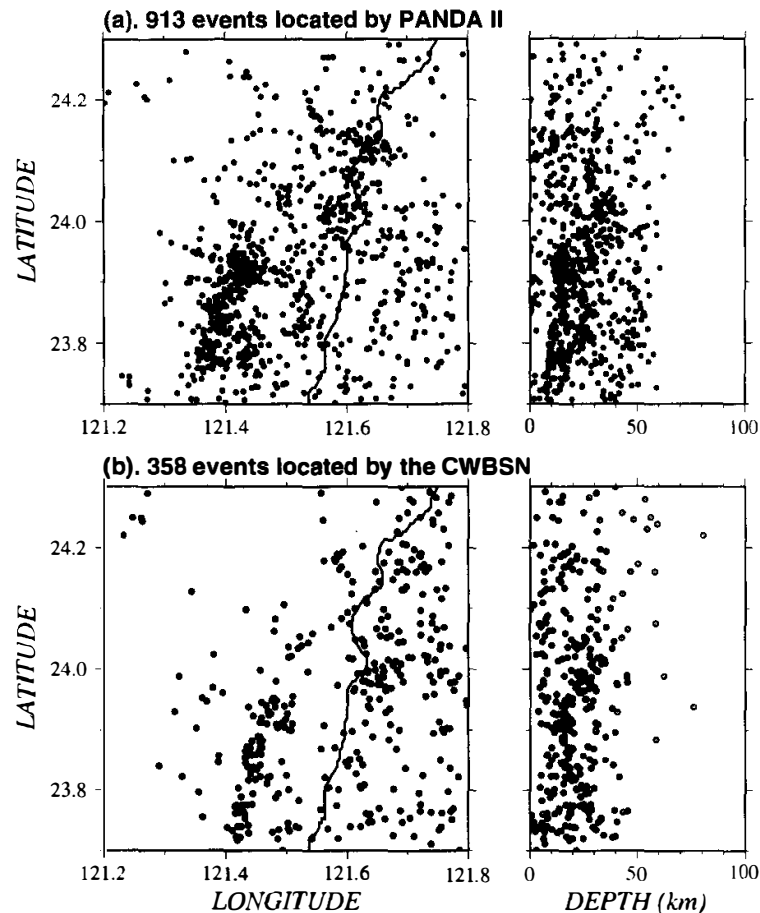 (a). 913 events located by PANDA II
24.2
24.0
23.8
LATITUDE
121.2 121.4 121.6 121.8 0 50 100
(b). 358 events located by the CWBSN
24.2
24.0
23.8
LATITUDE
121.2 121.4 121.6 121.8 0 50 100
LONGITUDE DEPTH (km)